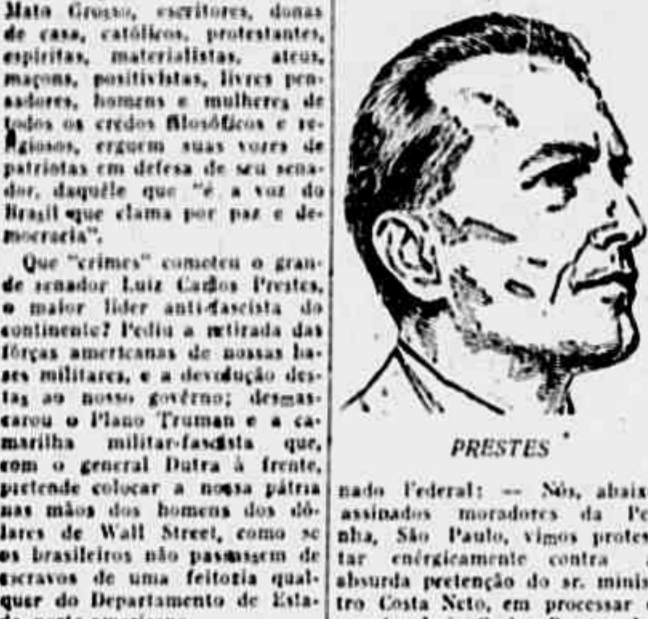 Mato Grosso, escritores, donas
de casa, católicos, protestantes,
espíritas, materialistas, ateus,
maçons, positivistas, livres pen-
sadores, homens e mulheres de
todos os credos filosóficos e re-
ligiosos, erguem suas vozes de
patriotas em defesa de seu sena-
dor, daquêle que "é a voz do
Brasil que clama por paz e de-
mocracia".
Que "crimes" cometeu o gran-
de senador Luiz Carlos Prestes,
o maior lider anti-fascista do
continente? Pediu a retirada das
fôrças americanas de nossas ba-
ses militares, e a devolução des-
tas ao nosso govêrno; desmas-
carou o Plano Truman e a ca-
marilha militar-fascista que,
com o general Dutra à frente,
pretende colocar a nossa pátria
nas mãos dos homens dos dó-
lares de Wall Street, como se
os brasileiros não passassem de
escravos de uma feitoria qual-
quer do Departamento de Esta-
PRESTES
nado Federal: — Nós, abaix
assinados moradores da Pe
nha, São Paulo, vimos protes
tar enérgicamente contra
absurda pretenção do sr. minis
tro Costa Neto, em processar